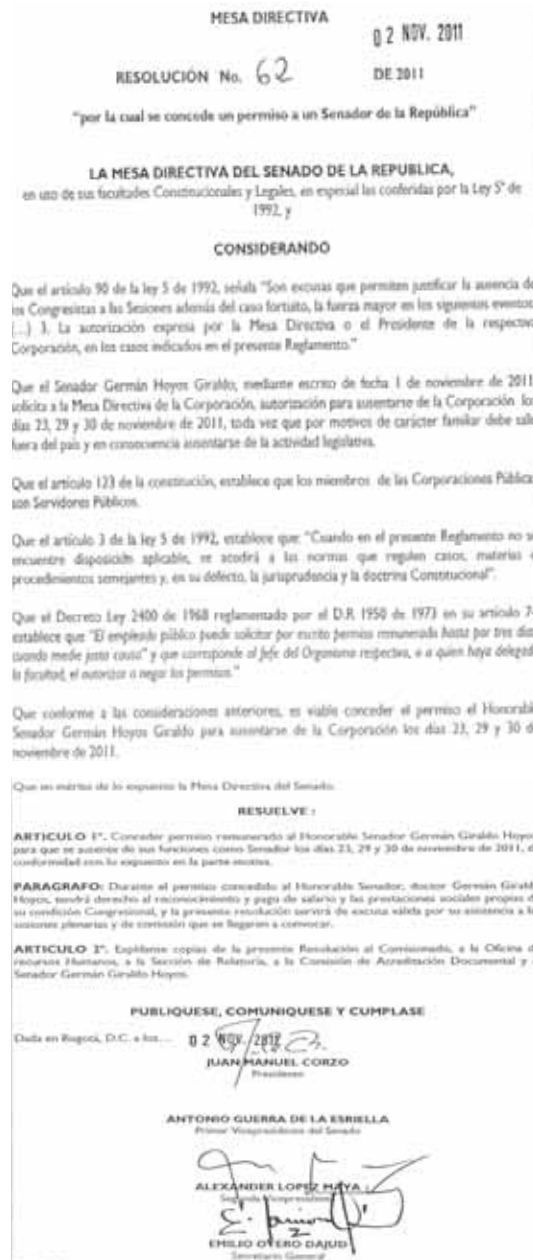 MESA DIRECTIVA
02 NOV. 2011
RESOLUCIÓN No. 62 DE 2011
"por la cual se concede un permiso a un Senador de la República"
LA MESA DIRECTIVA DEL SENADO DE LA REPUBLICA,
en uso de sus facultades Constitucionales y Legales, en especial las conferidas por la Ley 5ª de
1992, y
CONSIDERANDO
Que el artículo 90 de la ley 5 de 1992, señala "Son excusas que permiten justificar la ausencia de
los Congresistas a las Sesiones además del caso fortuito, la fuerza mayor en los siguientes eventos:
(...) 3. La autorización expresa por la Mesa Directiva o el Presidente de la respectiva
Corporación, en los casos indicados en el presente Reglamento."
Que el Senador Germán Hoyos Giraldo, mediante escrito de fecha 1 de noviembre de 2011,
solicita a la Mesa Directiva de la Corporación, autorización para ausentarse de la Corporación los
días 23, 29 y 30 de noviembre de 2011, toda vez que por motivos de carácter familiar debe salir
fuera del país y en consecuencia ausentarse de la actividad legislativa.
Que el artículo 123 de la constitución, establece que los miembros de las Corporaciones Públicas
son Servidores Públicos.
Que el artículo 3 de la ley 5 de 1992, establece que: "Cuando en el presente Reglamento no se
encuentre disposición aplicable, se acudirá a las normas que regulen casos, materias o
procedimientos semejantes y, en su defecto, la jurisprudencia y la doctrina Constitucional".
Que el Decreto Ley 2400 de 1968 reglamentado por el D.R 1950 de 1973 en su artículo 74
establece que "El empleado público puede solicitar por escrito permiso remunerado hasta por tres días,
cuando medie justa causa" y que corresponde al Jefe del Organismo respectivo, o a quien haya delegado
la facultad, el autorizar o negar los permisos."
Que conforme a las consideraciones anteriores, es viable conceder el permiso el Honorable
Senador Germán Hoyos Giraldo para ausentarse de la Corporación los días 23, 29 y 30 de
noviembre de 2011.
Que en mérito de lo expuesto la Mesa Directiva del Senado.
RESUELVE :
ARTICULO 1º. Conceder permiso remunerado al Honorable Senador Germán Giraldo Hoyos
para que se ausente de sus funciones como Senador los días 23, 29 y 30 de noviembre de 2011, de
conformidad con lo expuesto en la parte motiva.
PARAGRAFO: Durante el permiso concedido al Honorable Senador, doctor Germán Giraldo
Hoyos, tendrá derecho al reconocimiento y pago de salario y las prestaciones sociales propias de
su condición Congresional, y la presente resolución servirá de excusa válida por su asistencia a las
sesiones plenarias y de comisión que se llegaran a convocar.
ARTICULO 2º. Expídanse copias de la presente Resolución al Comisionado, a la Oficina de
recursos Humanos, a la Sección de Relatoría, a la Comisión de Acreditación Documental y
Senador Germán Giraldo Hoyos.
PUBLIQUESE, COMUNIQUESE Y CUMPLASE
Dada en Bogotá, D.C. a los... 02 NOV.
JUAN MANUEL CORZO
Presidente
ANTONIO GUERRA DE LA ESRIELLA
Primer Vicepresidente del Senado
ALEXANDER LOPEZ MAYA
Segundo Vicepresidente
EMILIO OTERO DAJUD
Secretario General